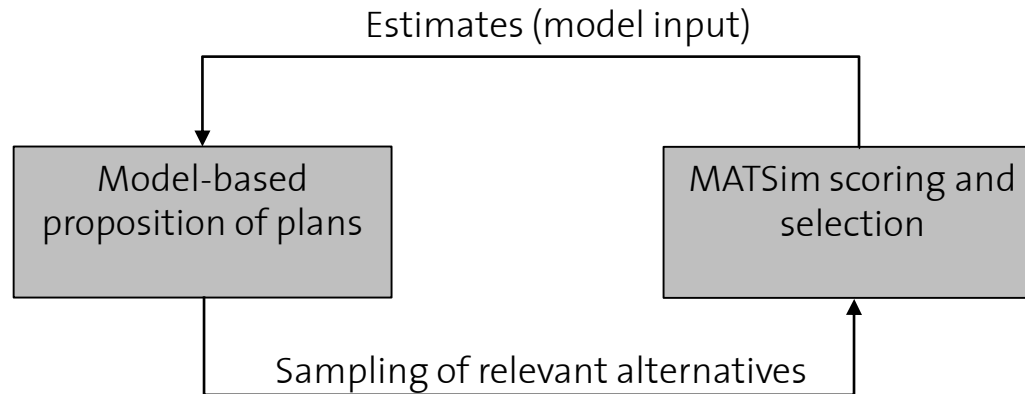 Estimates (model input)
Model-based
proposition of plans
MATSim scoring and
selection
Sampling of relevant alternatives